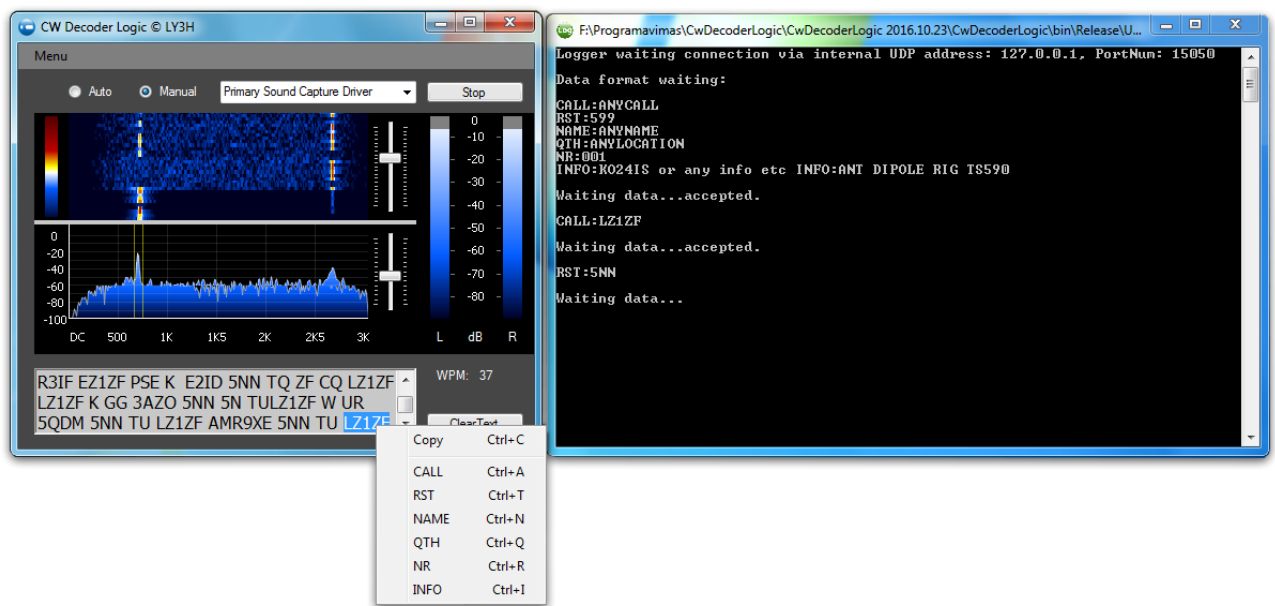 CW Decoder Logic © LY3H
Menu
Auto
Manual
Primary Sound Capture Driver
Stop
0
-10
-20
-30
-40
-50
-60
-70
-80
L dB R
0
-20
-40
-60
-80
-100
DC 500 1K 1K5 2K 2K5 3K
R3IF EZ1ZF PSE K E2ID 5NN TQ ZF CQ LZ1ZF
LZ1ZF K GG 3AZO 5NN 5N TULZ1ZF W UR
5QDM 5NN TU LZ1ZF AMR9XE 5NN TU LZ1ZF
WPM: 37
ClearText
Copy Ctrl+C
CALL Ctrl+A
RST Ctrl+T
NAME Ctrl+N
QTH Ctrl+Q
NR Ctrl+R
INFO Ctrl+I
LOG
F:\Programavimas\CwDecoderLogic\CwDecoderLogic 2016.10.23\CwDecoderLogic\bin\Release\U...
Logger waiting connection via internal UDP address: 127.0.0.1, PortNum: 15050
Data format waiting:
CALL:ANYCALL
RST:599
NAME:ANYNAME
QTH:ANYLOCATION
NR:001
INFO:KO24IS or any info etc INFO:ANT DIPOLE RIG TS590
Waiting data...accepted.
CALL:LZ1ZF
Waiting data...accepted.
RST:5NN
Waiting data...